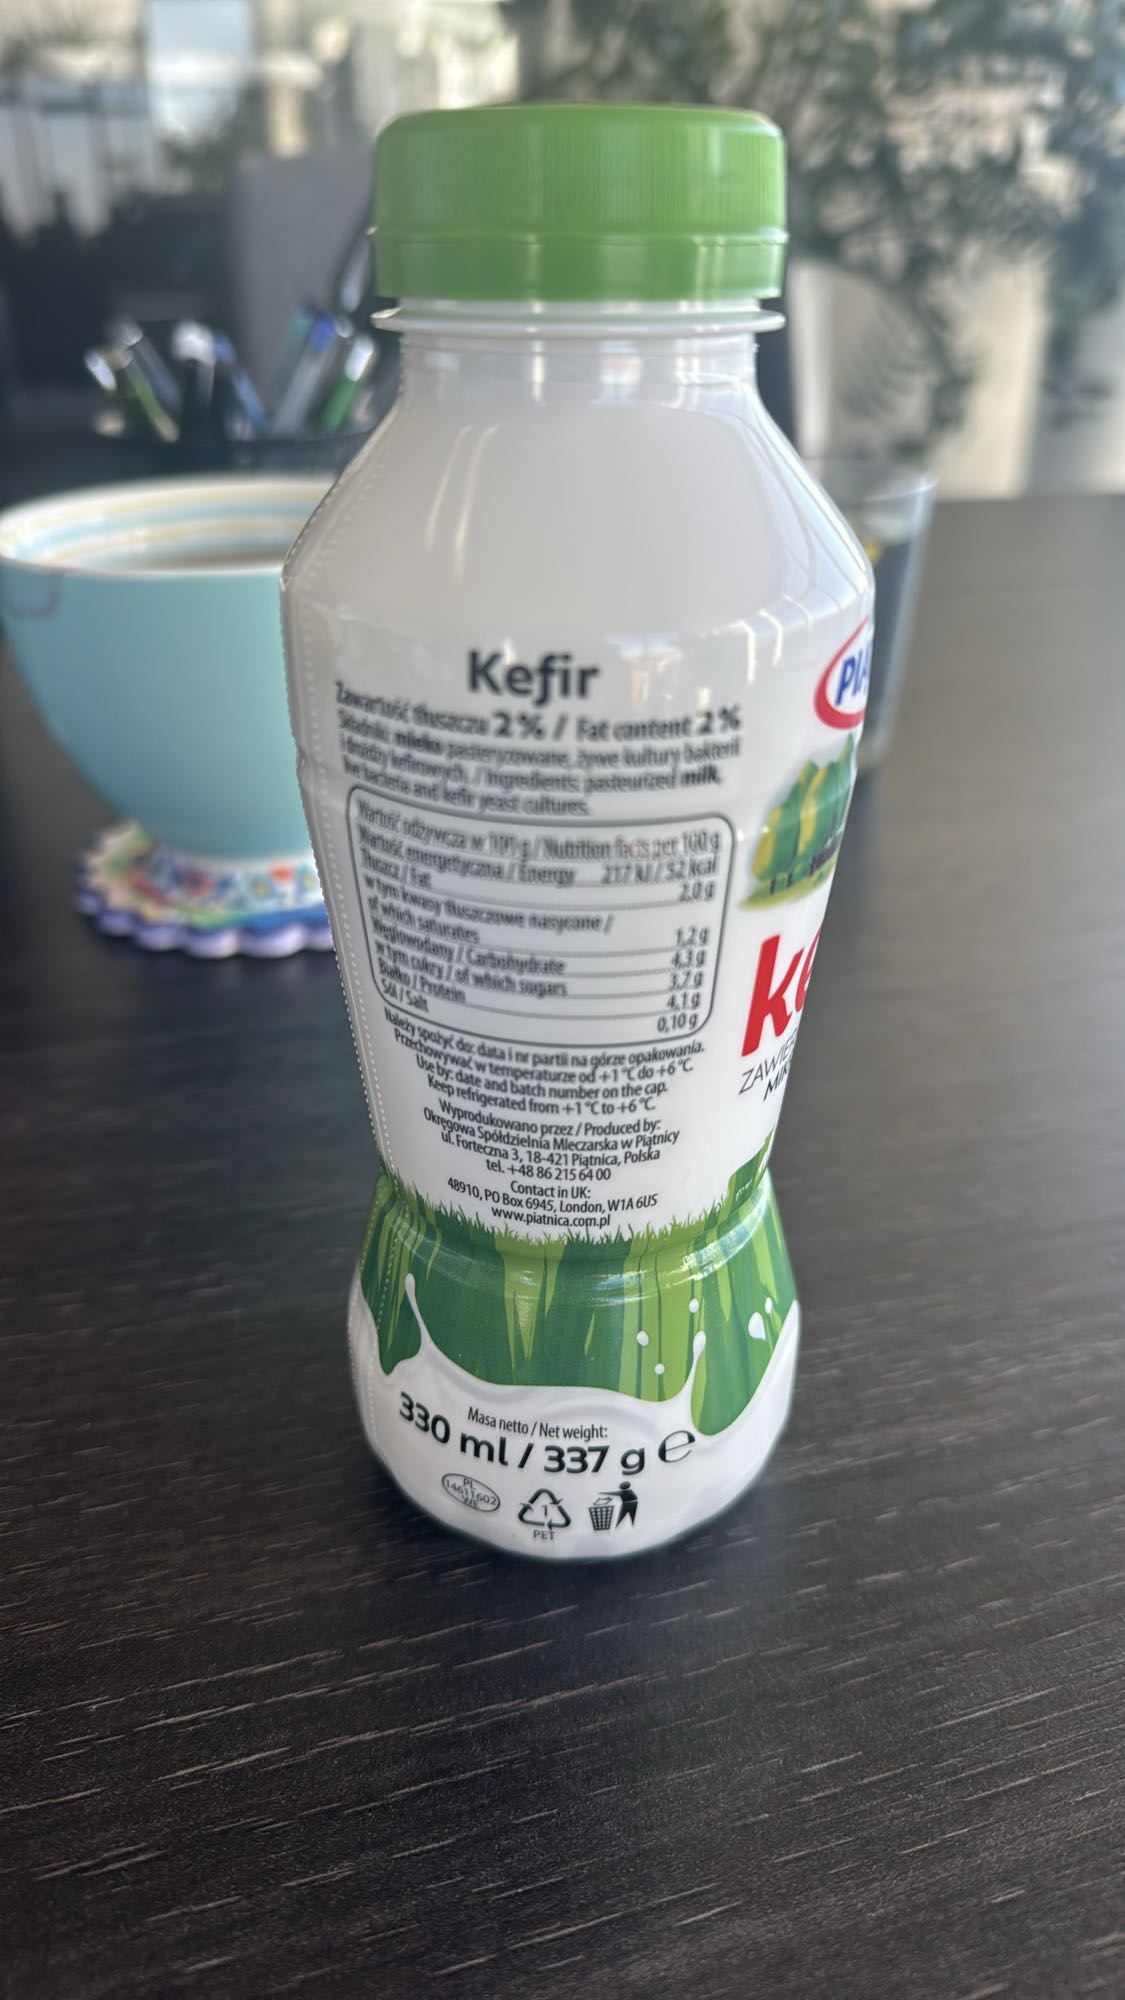 Kefir
Zawartość tłuszczu 2% / Fat content 2%
Składniki: mleko pasteryzowane, żywe kultury bakterii
i drożdży kefirowych. / Ingredients: pasteurized milk,
live bacteria and kefir yeast cultures.
Wartość odżywcza w 100 g / Nutrition facts per 100 g
Wartość energetyczna / Energy 217 kJ / 52 kcal
Tłuszcz / Fat 2,0 g
w tym kwasy tłuszczowe nasycone /
of which saturates 1,2 g
Węglowodany / Carbohydrate 4,3 g
w tym cukry / of which sugars 3,7 g
Białko / Protein 4,1 g
Sól / Salt 0,10 g
Należy spożyć do: data i nr partii na górze opakowania.
Przechowywać w temperaturze od +1 °C do +6 °C.
Use by: date and batch number on the cap.
Keep refrigerated from +1 °C to +6 °C.
Wyprodukowano przez / Produced by:
Okręgowa Spółdzielnia Mleczarska w Piątnicy
ul. Forteczna 3, 18-421 Piątnica, Polska
tel. +48 86 215 64 00
Contact in UK:
48910, PO Box 6945, London, W1A 6US
www.piatnica.com.pl
Masa netto / Net weight:
330 ml / 337 g ℮
PL
14611602
WE
1
PET
PIĄ
ke
ZAWIER